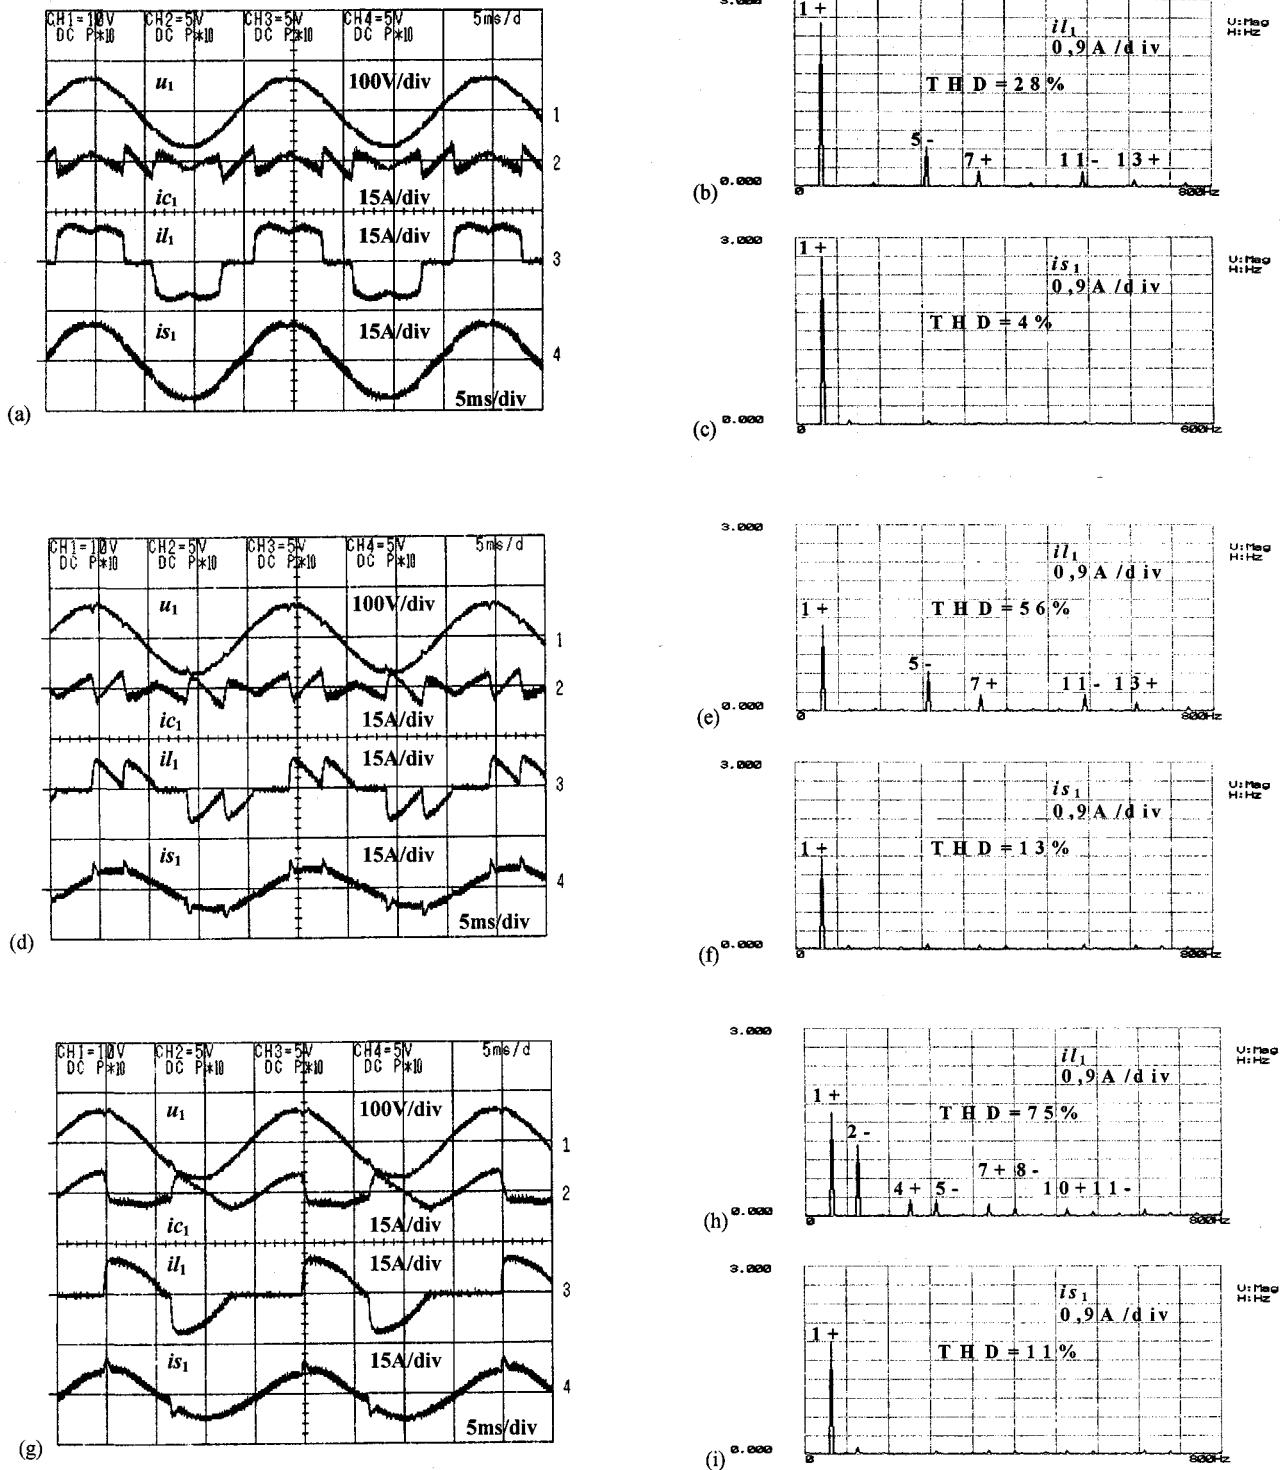 CH1=10V CH2=5V CH3=5V CH4=5V 5ms/d
DC P*10 DC P*10 DC P*10 DC P*10
u1 100V/div
1
2
ic1 15A/div
il1 15A/div
3
is1 15A/div
4
5ms/div
(a)
3.000
1+
il1
0,9A/div
THD=28%
5-
7+
11- 13+
U:Mag
H:Hz
0.000
0 800Hz
(b)
3.000
1+
is1
0,9A/div
THD=4%
U:Mag
H:Hz
0.000
0 600Hz
(c)
CH1=10V CH2=5V CH3=5V CH4=5V 5ms/d
DC P*10 DC P*10 DC P*10 DC P*10
u1 100V/div
1
2
ic1 15A/div
il1 15A/div
3
is1 15A/div
4
5ms/div
(d)
3.000
il1
0,9A/div
THD=56%
1+
5-
7+
11- 13+
U:Mag
H:Hz
0.000
0 800Hz
(e)
3.000
is1
0,9A/div
THD=13%
1+
U:Mag
H:Hz
0.000
0 800Hz
(f)
CH1=10V CH2=5V CH3=5V CH4=5V 5ms/d
DC P*10 DC P*10 DC P*10 DC P*10
u1 100V/div
1
2
ic1 15A/div
il1 15A/div
3
is1 15A/div
4
5ms/div
(g)
3.000
il1
0,9A/div
THD=75%
1+
2-
4+ 5-
7+ 8-
10+11-
U:Mag
H:Hz
0.000
0 800Hz
(h)
3.000
is1
0,9A/div
THD=11%
1+
U:Mag
H:Hz
0.000
0 800Hz
(i)